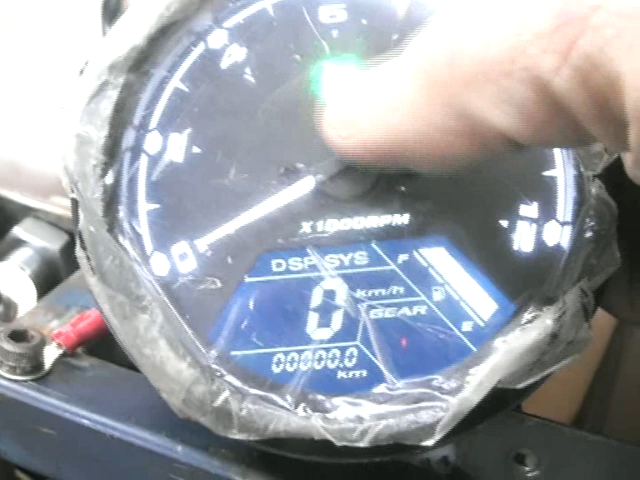 6
4
2
0
12
X1000RPM
DSP SYS
F
0 km/h
GEAR
E
00000.0
km